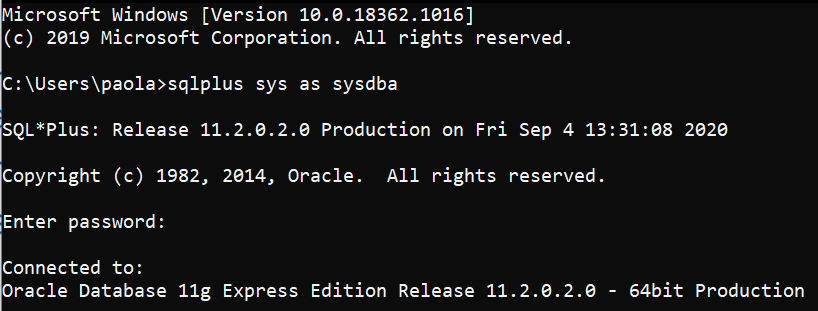 Microsoft Windows [Version 10.0.18362.1016]
(c) 2019 Microsoft Corporation. All rights reserved.
C:\Users\paola>sqlplus sys as sysdba
SQL*Plus: Release 11.2.0.2.0 Production on Fri Sep 4 13:31:08 2020
Copyright (c) 1982, 2014, Oracle.  All rights reserved.
Enter password:
Connected to:
Oracle Database 11g Express Edition Release 11.2.0.2.0 - 64bit Production